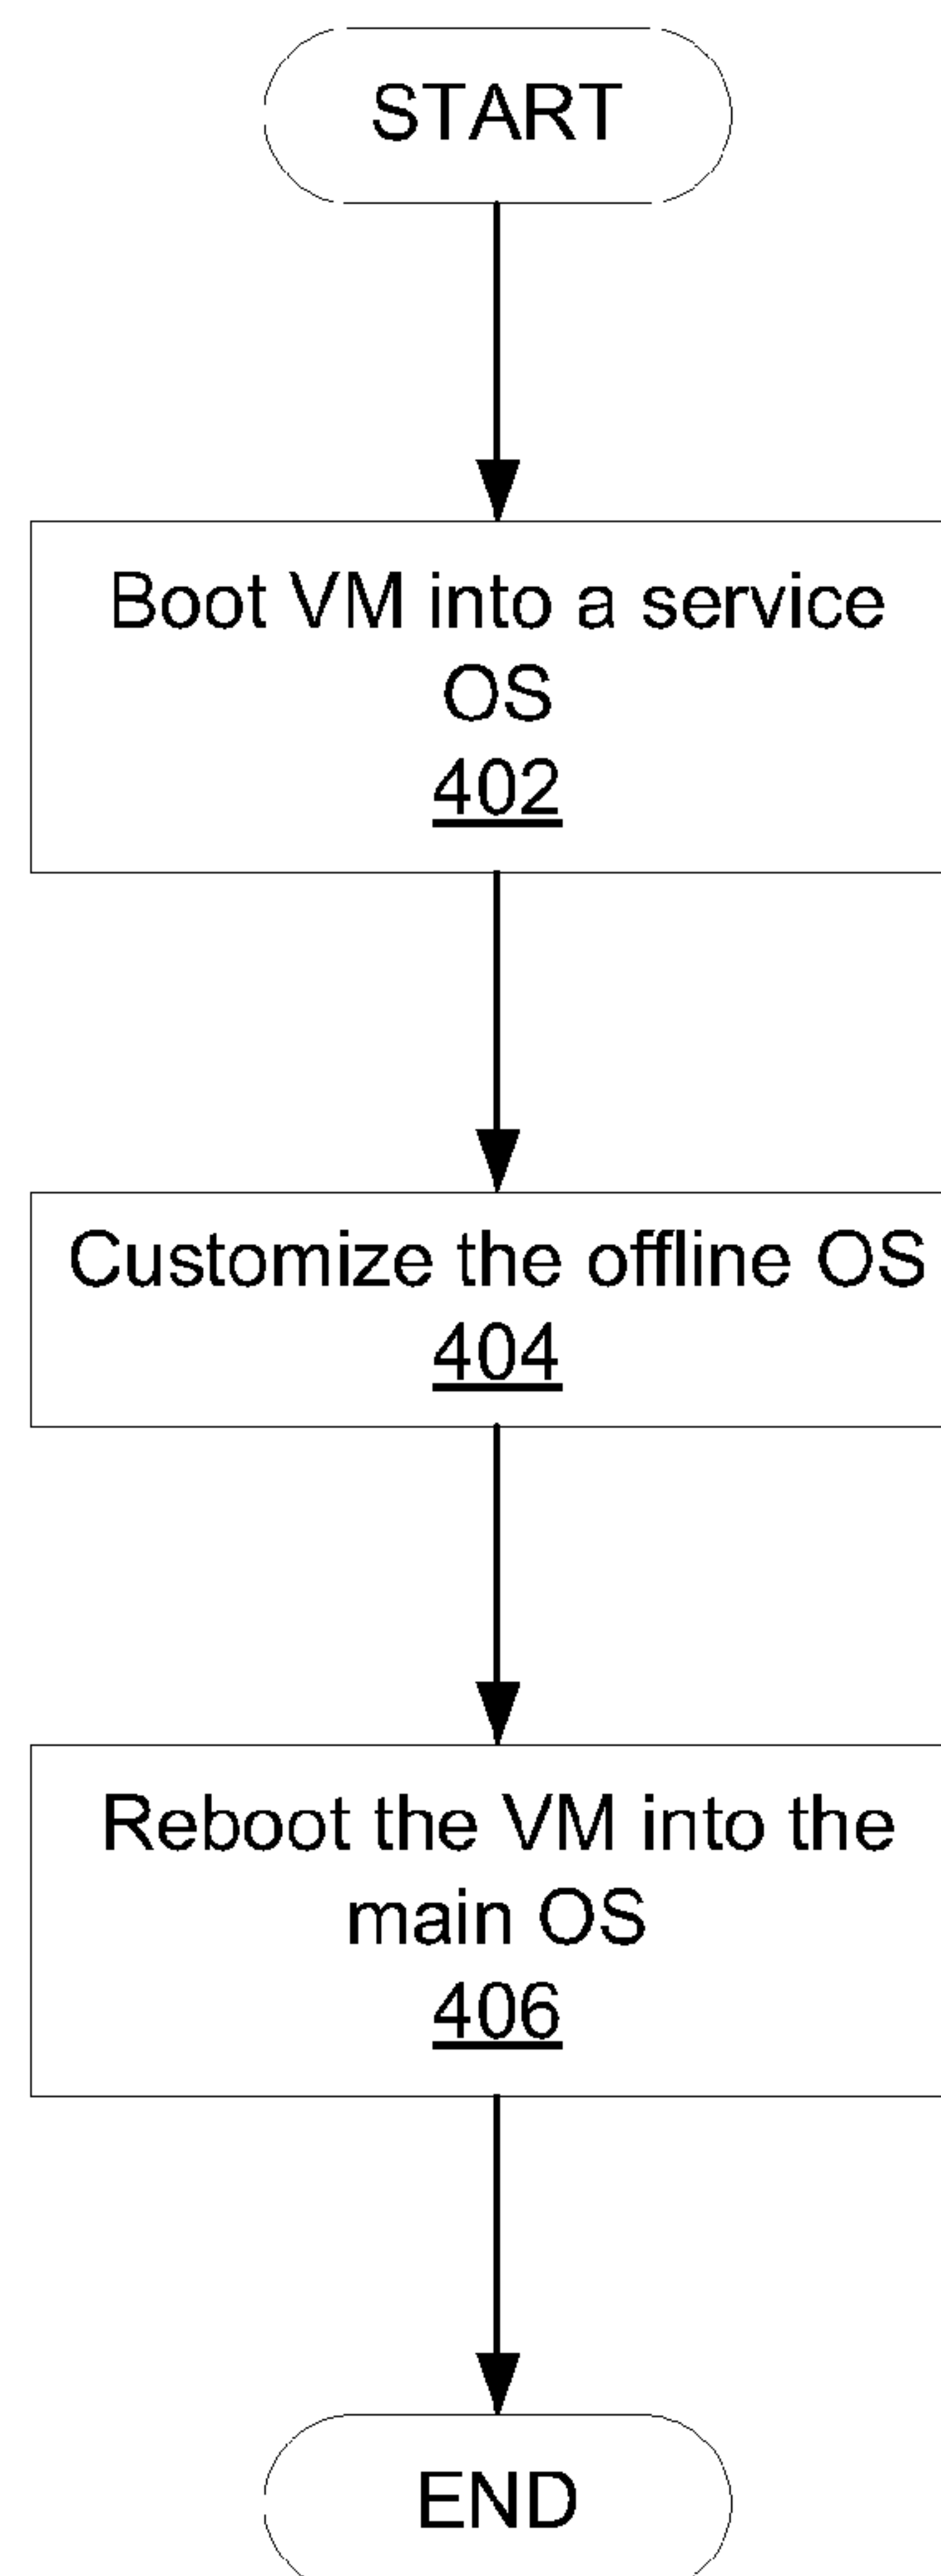 START
Boot VM into a service
OS
402
Customize the offline OS
404
Reboot the VM into the
main OS
406
END